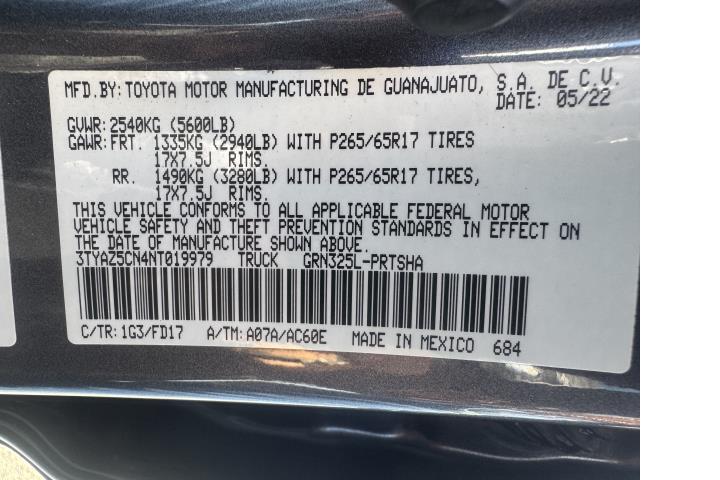 MFD.BY: TOYOTA MOTOR MANUFACTURING DE GUANAJUATO, S.A. DE C.V.
DATE: 05/22
GVWR: 2540KG (5600LB)
GAWR: FRT. 1335KG (2940LB) WITH P265/65R17 TIRES
17X7.5J RIMS.
RR. 1490KG (3280LB) WITH P265/65R17 TIRES,
17X7.5J RIMS.
THIS VEHICLE CONFORMS TO ALL APPLICABLE FEDERAL MOTOR
VEHICLE SAFETY AND THEFT PREVENTION STANDARDS IN EFFECT ON
THE DATE OF MANUFACTURE SHOWN ABOVE.
3TYAZ5CN4NT019979 TRUCK GRN325L-PRTSHA
C/TR: 1G3/FD17 A/TM: A07A/AC60E MADE IN MEXICO 684